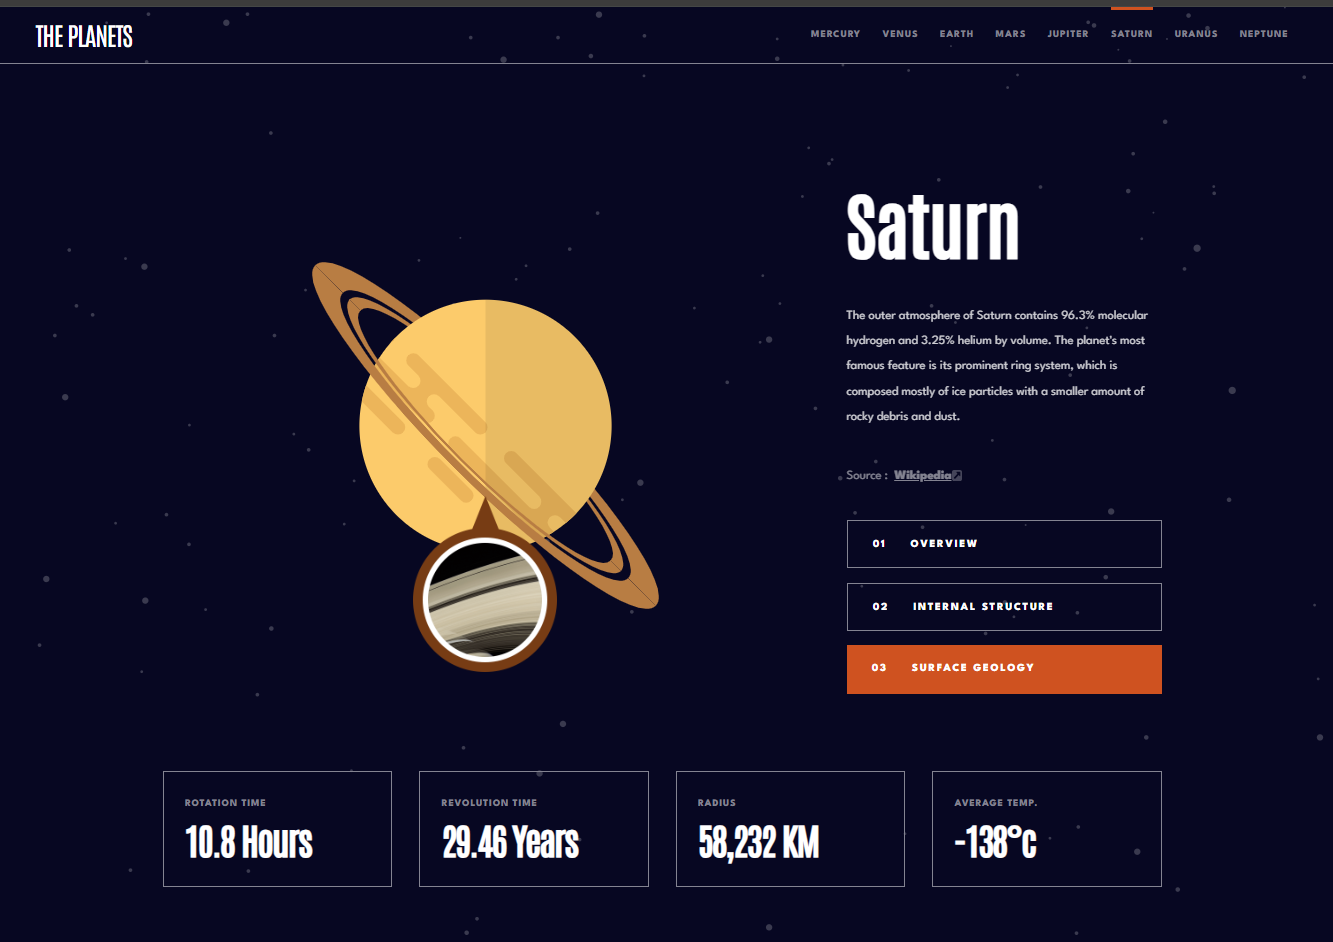 THE PLANETS
MERCURY VENUS EARTH MARS JUPITER SATURN URANUS NEPTUNE
Saturn
The outer atmosphere of Saturn contains 96.3% molecular
hydrogen and 3.25% helium by volume. The planet's most
famous feature is its prominent ring system, which is
composed mostly of ice particles with a smaller amount of
rocky debris and dust.
Source : Wikipedia
01 OVERVIEW
02 INTERNAL STRUCTURE
03 SURFACE GEOLOGY
ROTATION TIME
10.8 Hours
REVOLUTION TIME
29.46 Years
RADIUS
58,232 KM
AVERAGE TEMP.
-138°c